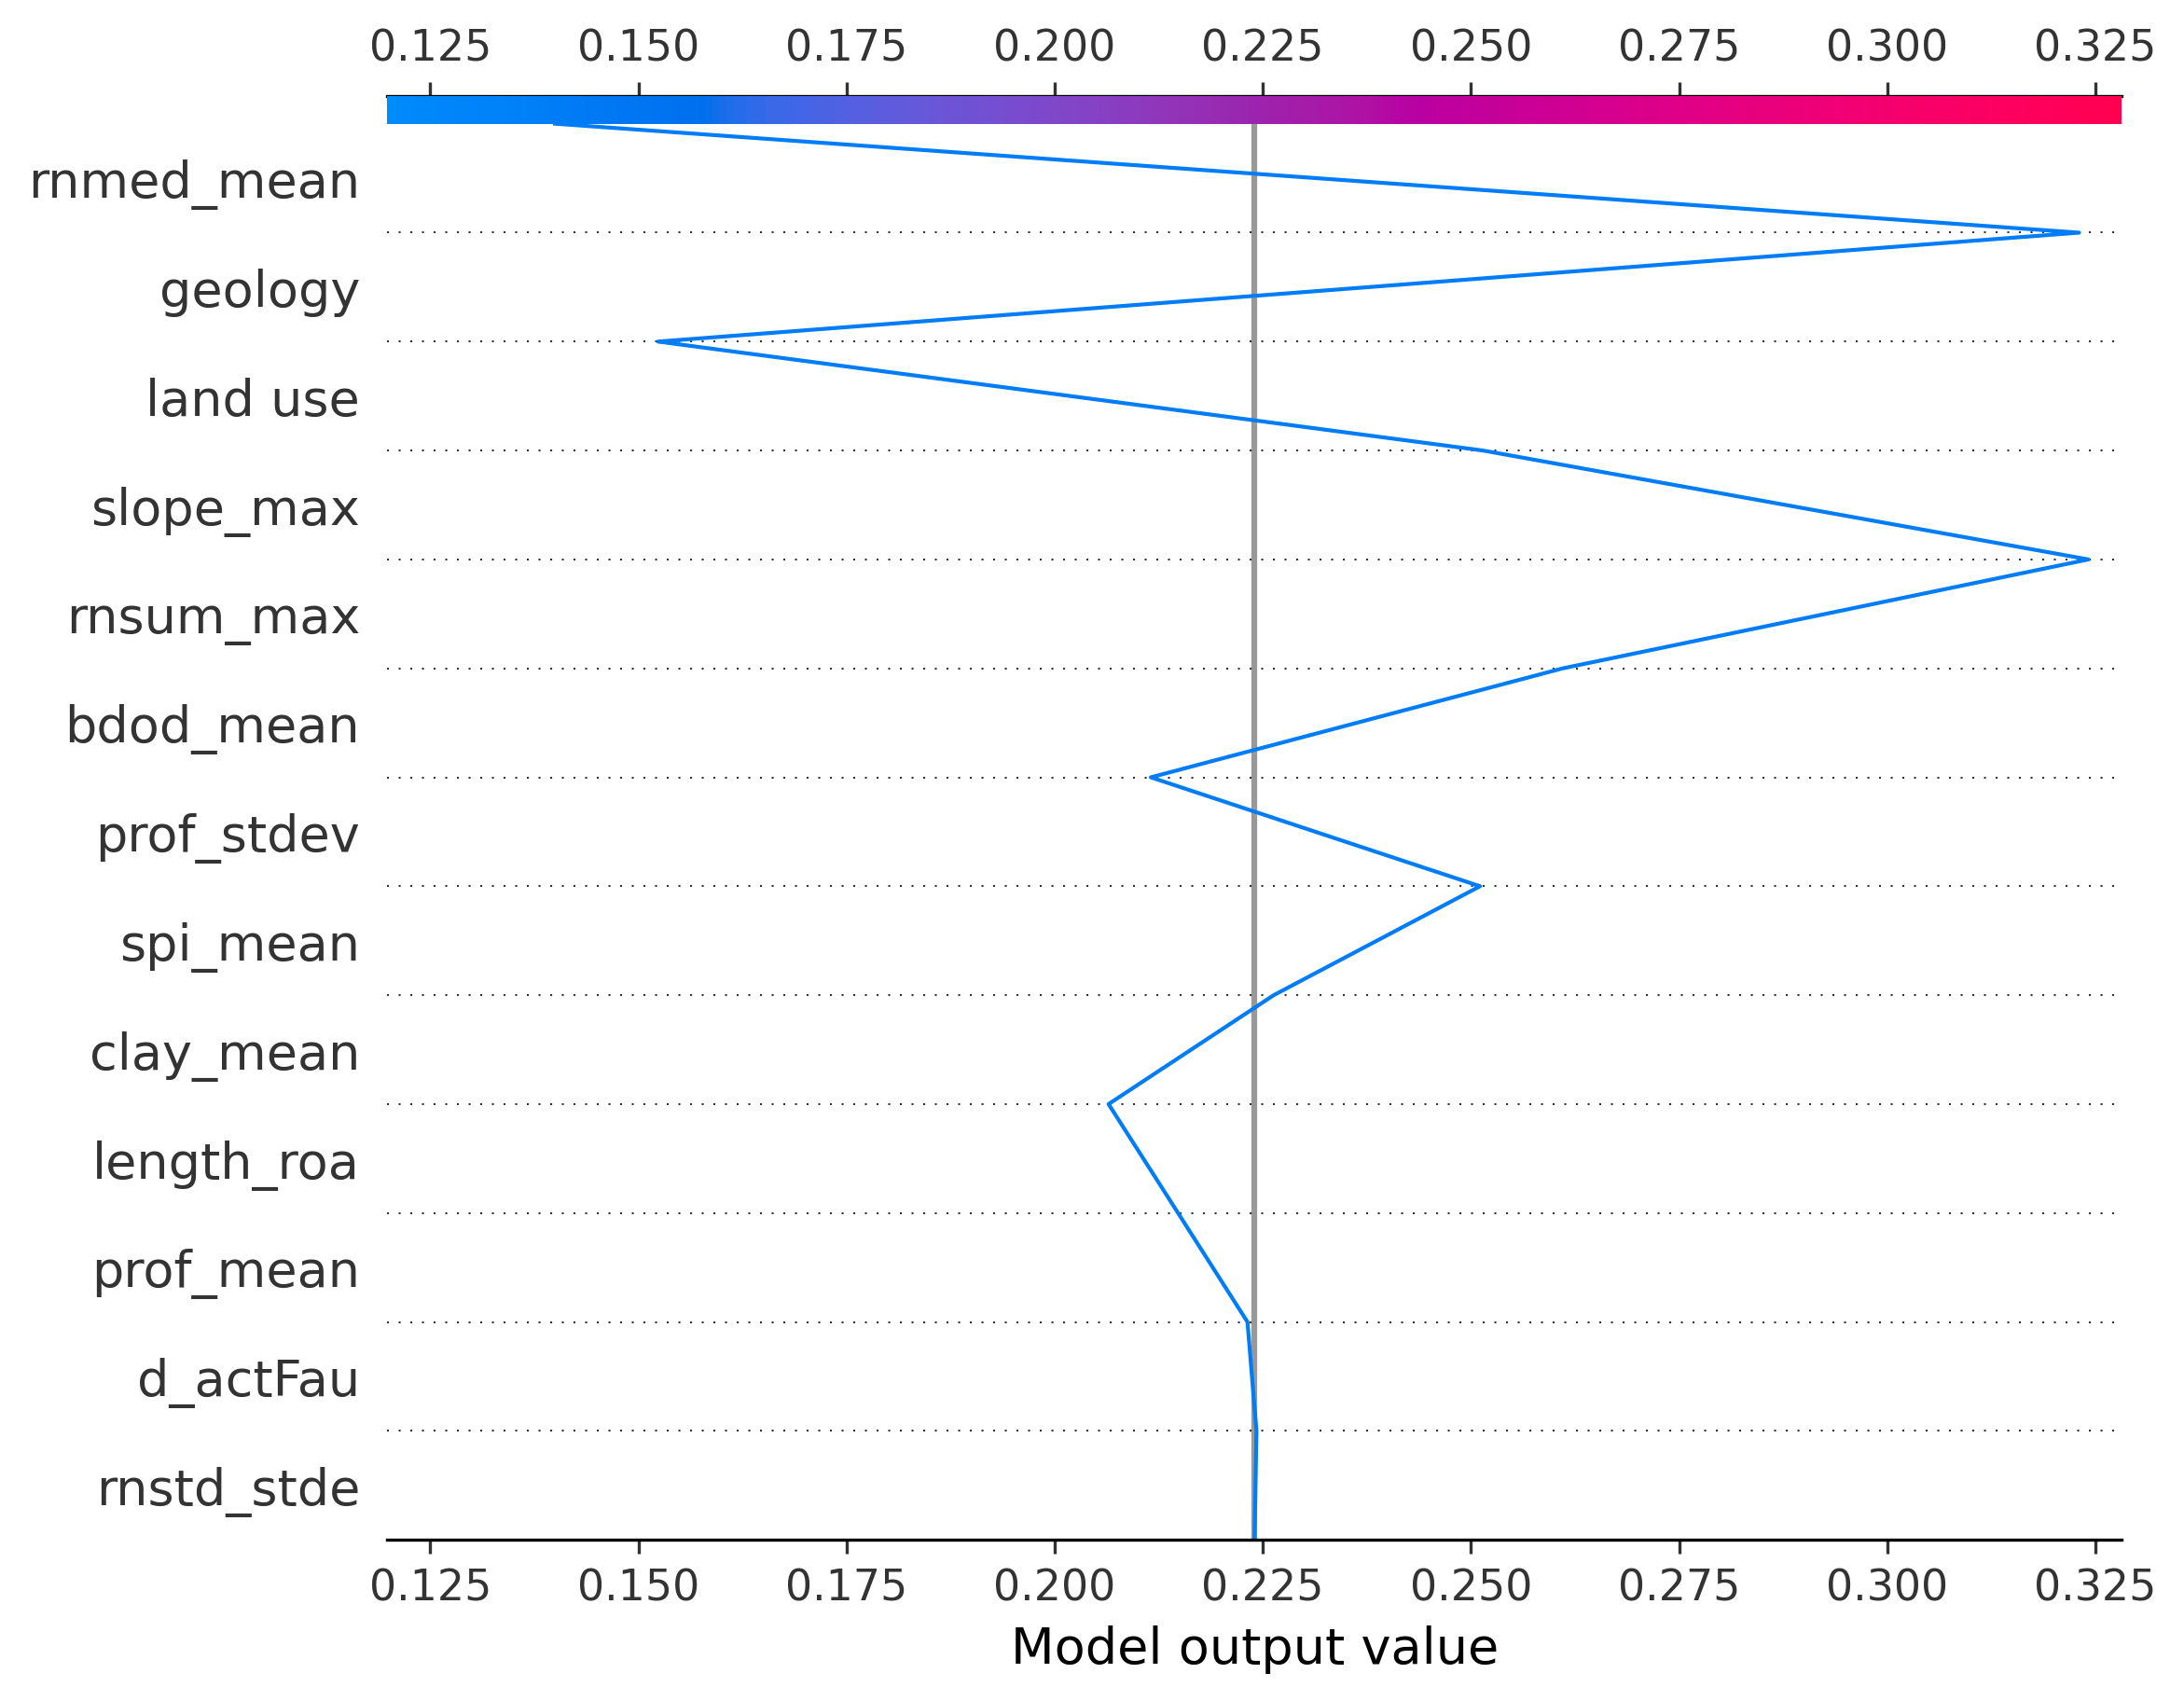 0.125 0.150 0.175 0.200 0.225 0.250 0.275 0.300 0.325
rnmed_mean
geology
land use
slope_max
rnsum_max
bdod_mean
prof_stdev
spi_mean
clay_mean
length_roa
prof_mean
d_actFau
rnstd_stde
0.125 0.150 0.175 0.200 0.225 0.250 0.275 0.300 0.325
Model output value